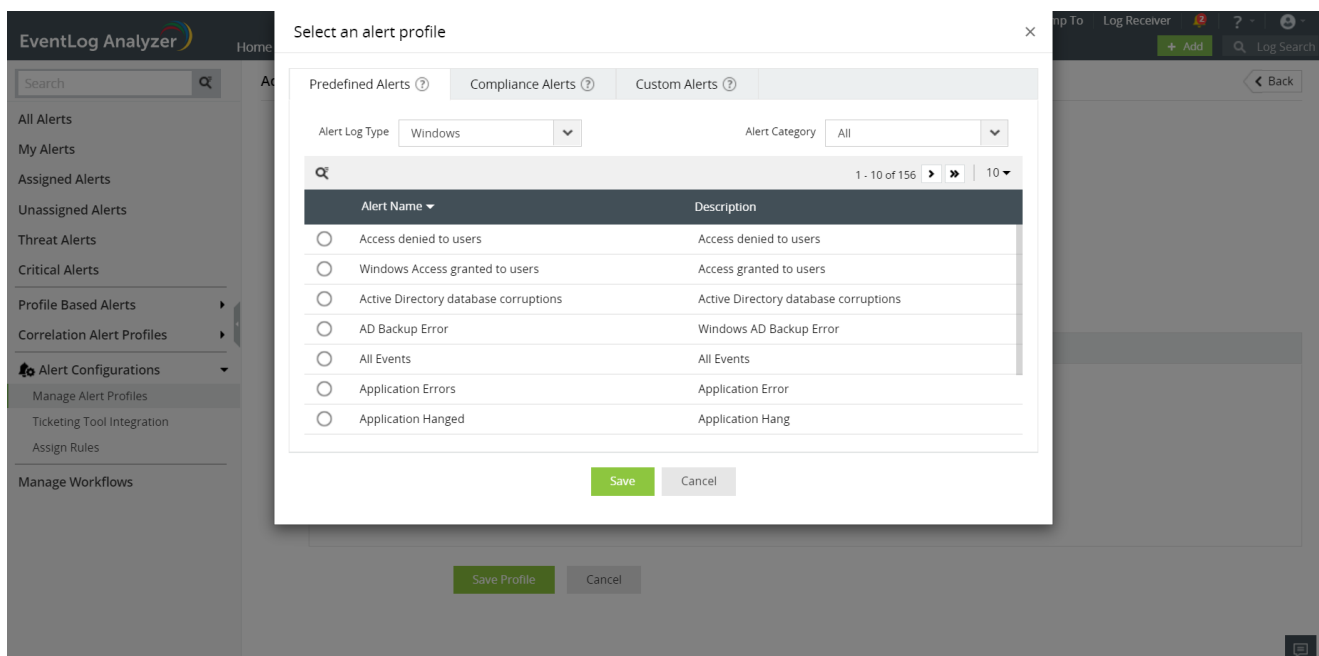 Select an alert profile
mp To Log Receiver 2 ?
EventLog Analyzer
Home
+ Add Log Search
Search
Ad
Predefined Alerts ? Compliance Alerts ? Custom Alerts ?
Back
All Alerts
My Alerts
Assigned Alerts
Unassigned Alerts
Threat Alerts
Critical Alerts
Profile Based Alerts
Correlation Alert Profiles
Alert Configurations
Manage Alert Profiles
Ticketing Tool Integration
Assign Rules
Manage Workflows
Alert Log Type Windows Alert Category All
1 - 10 of 156 10
Alert Name Description
Access denied to users Access denied to users
Windows Access granted to users Access granted to users
Active Directory database corruptions Active Directory database corruptions
AD Backup Error Windows AD Backup Error
All Events All Events
Application Errors Application Error
Application Hanged Application Hang
Save Cancel
Save Profile Cancel